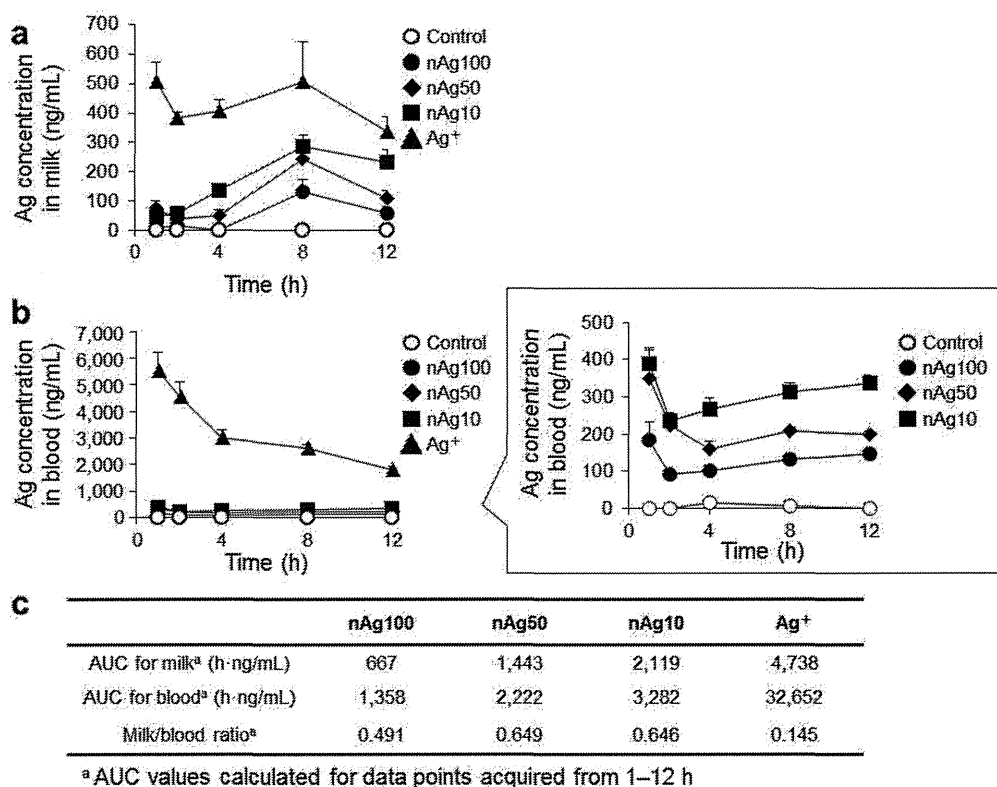 a
Ag concentration
in milk (ng/mL)
700
600
500
400
300
200
100
0
0 4 8 12
Time (h)
Control
nAg100
nAg50
nAg10
Ag⁺
b
Ag concentration
in blood (ng/mL)
7,000
6,000
5,000
4,000
3,000
2,000
1,000
0
0 4 8 12
Time (h)
Control
nAg100
nAg50
nAg10
Ag⁺
Ag concentration
in blood (ng/mL)
500
400
300
200
100
0
0 4 8 12
Time (h)
Control
nAg100
nAg50
nAg10
c
nAg100 nAg50 nAg10 Ag⁺
AUC for milkᵃ (h·ng/mL) 667 1,443 2,119 4,738
AUC for bloodᵃ (h·ng/mL) 1,358 2,222 3,282 32,652
Milk/blood ratioᵃ 0.491 0.649 0.646 0.145
ᵃ AUC values calculated for data points acquired from 1–12 h